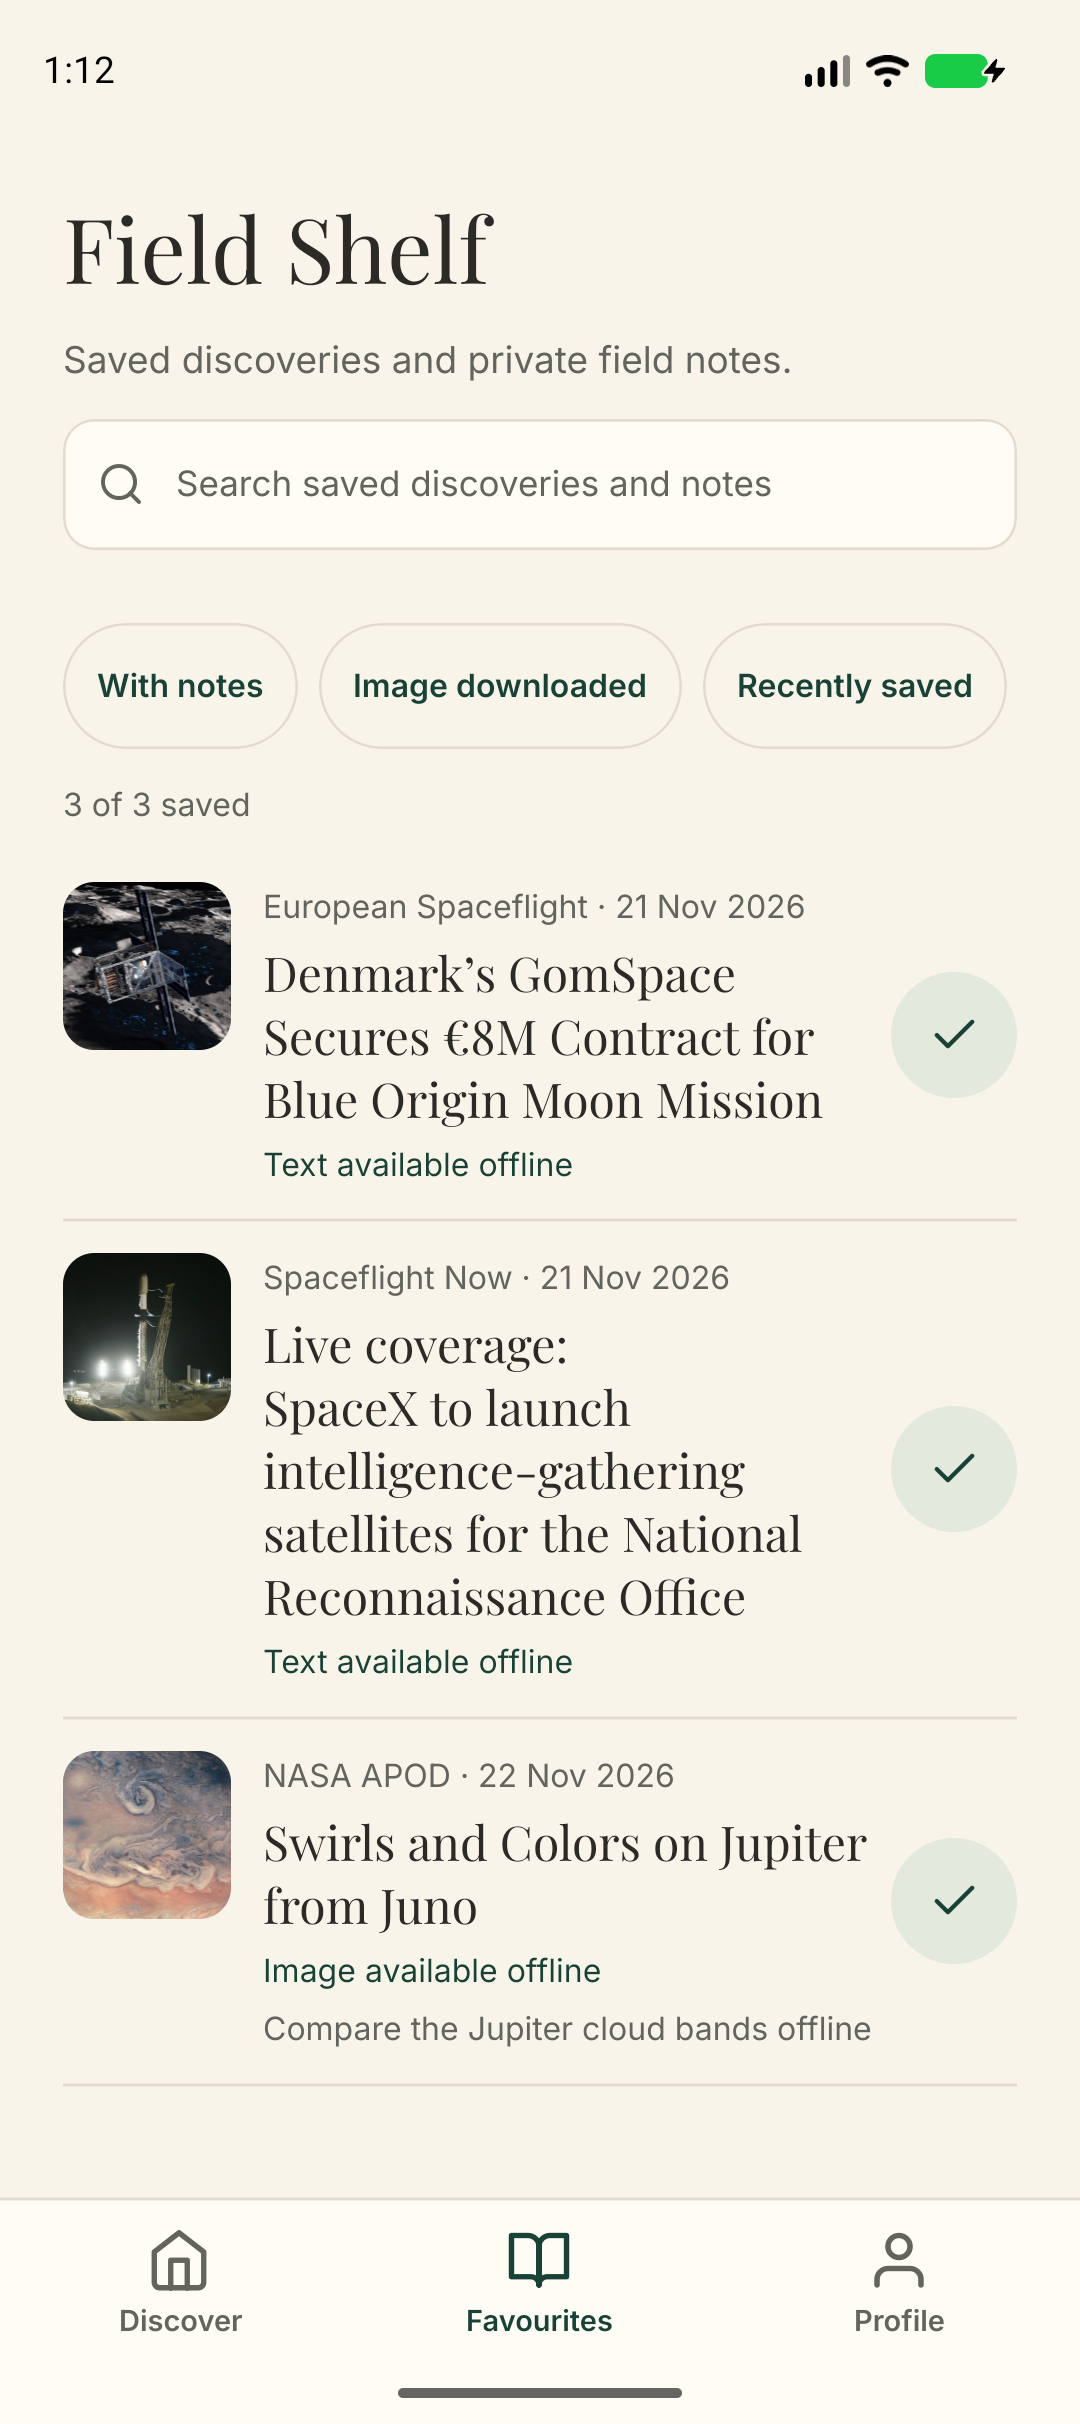 1:12
Field Shelf
Saved discoveries and private field notes.
Search saved discoveries and notes
With notes
Image downloaded
Recently saved
3 of 3 saved
European Spaceflight · 21 Nov 2026
Denmark’s GomSpace
Secures €8M Contract for
Blue Origin Moon Mission
Text available offline
Spaceflight Now · 21 Nov 2026
Live coverage:
SpaceX to launch
intelligence-gathering
satellites for the National
Reconnaissance Office
Text available offline
NASA APOD · 22 Nov 2026
Swirls and Colors on Jupiter
from Juno
Image available offline
Compare the Jupiter cloud bands offline
Discover
Favourites
Profile